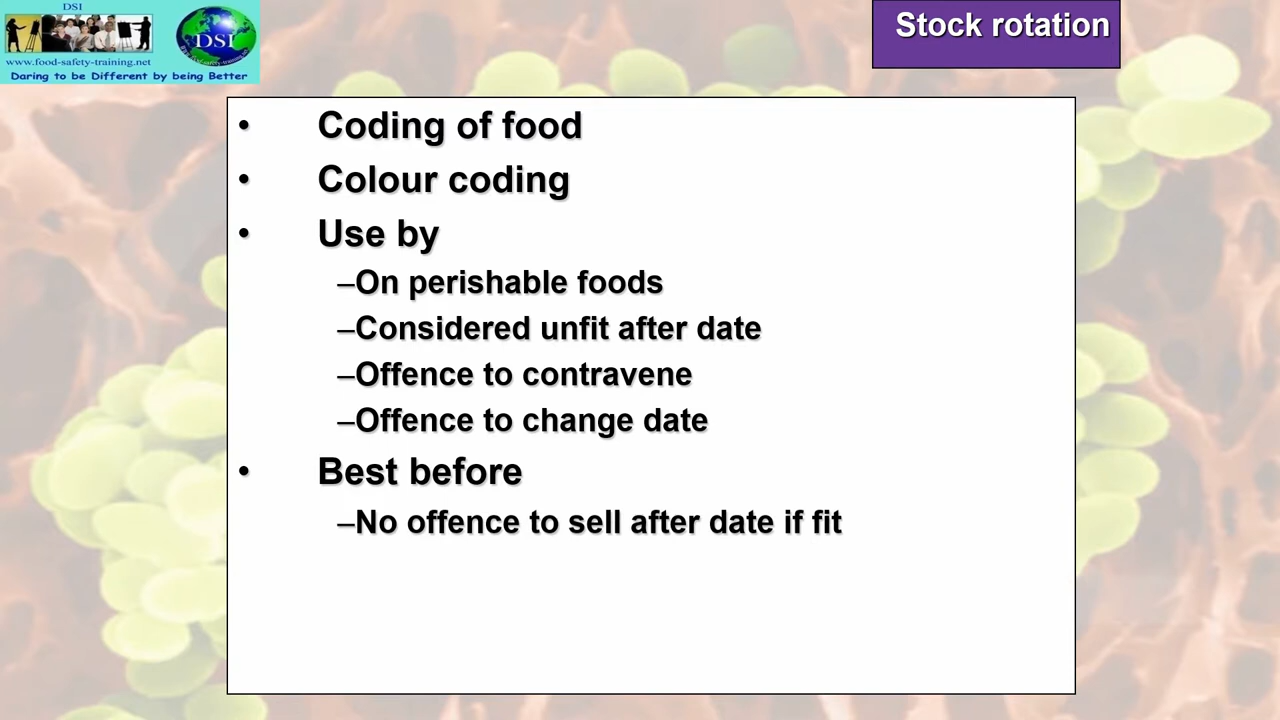 DSI
DSI
www.food-safety-training.net
Daring to be Different by being Better
Stock rotation
• Coding of food
• Colour coding
• Use by
–On perishable foods
–Considered unfit after date
–Offence to contravene
–Offence to change date
• Best before
–No offence to sell after date if fit